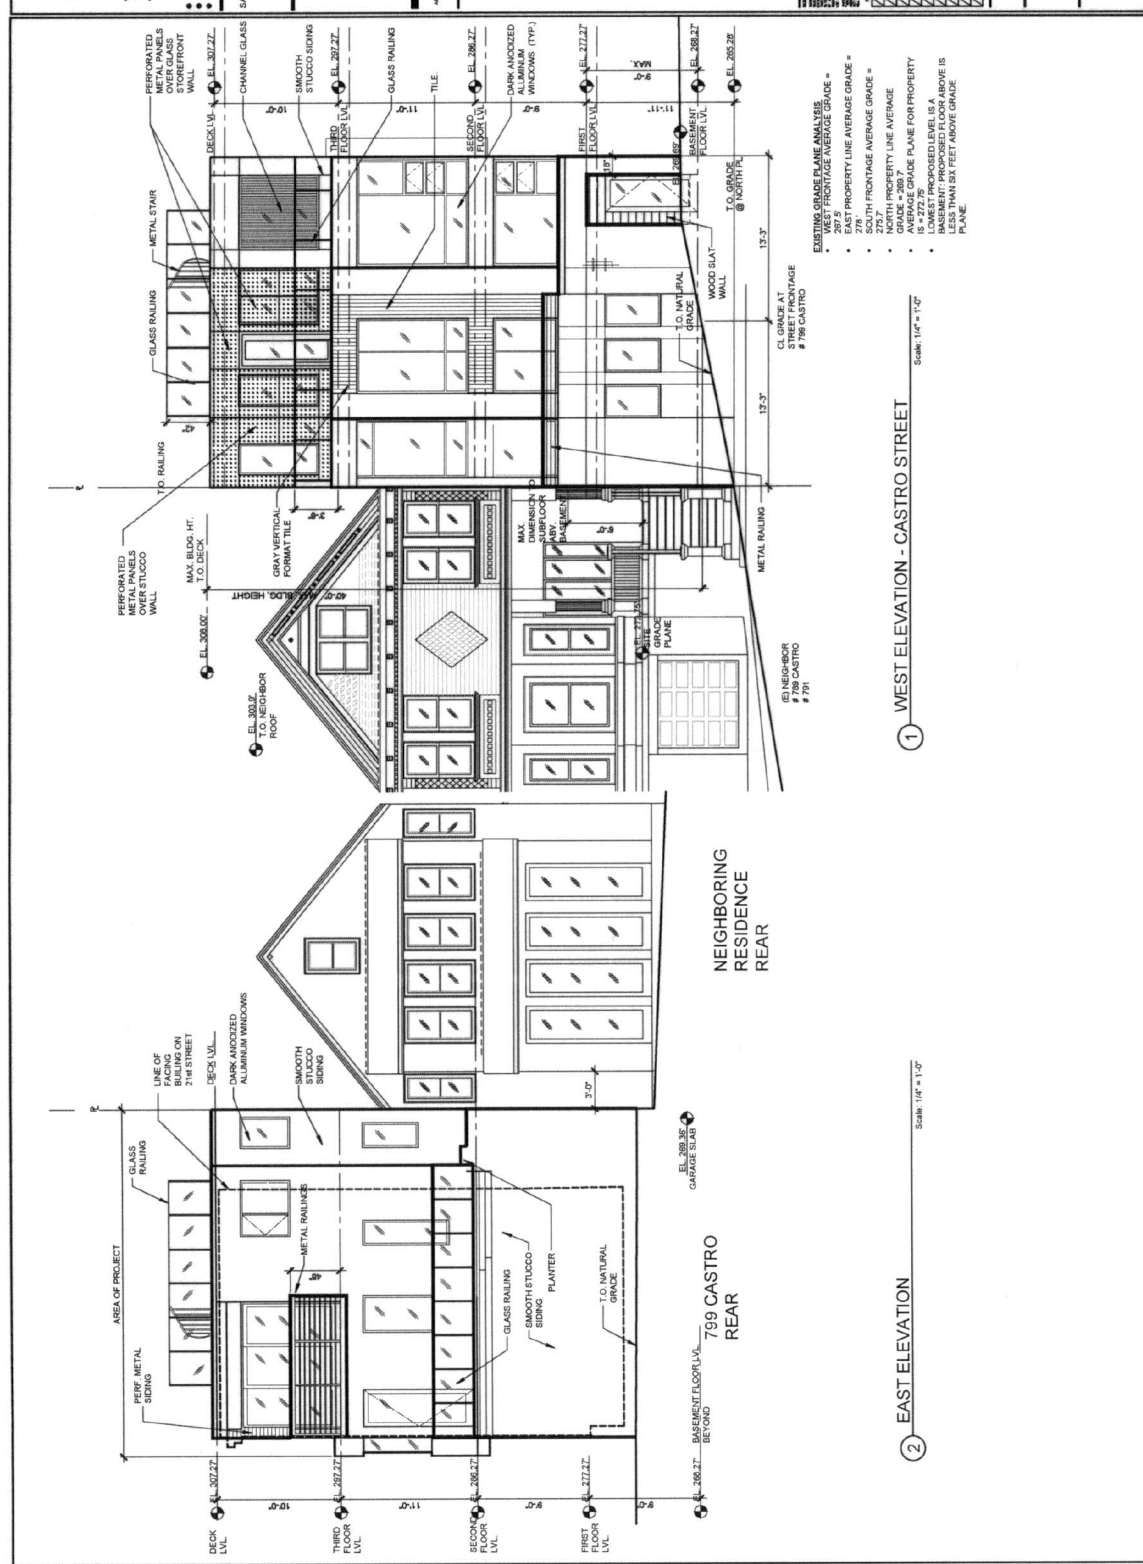 PERFORATED
METAL PANELS
OVER GLASS
STOREFRONT
WALL
DECK LVL.
EL. 307.27'
CHANNEL GLASS
SMOOTH
STUCCO SIDING
THIRD
FLOOR LVL.
EL. 297.27'
GLASS RAILING
TILE
SECOND
FLOOR LVL.
EL. 286.27'
DARK ANODIZED
ALUMINUM
WINDOWS (TYP.)
FIRST
FLOOR LVL.
EL. 277.27'
9'-0"
MAX.
BASEMENT
FLOOR LVL.
EL. 268.27'
EL. 265.28'
10'-0"
11'-0"
9'-0"
11'-11"
18"
T.O. GRADE
@ NORTH PL
METAL STAIR
GLASS RAILING
42"
T.O. RAILING
WOOD SLAT
WALL
T.O. NATURAL
GRADE
13'-3"
13'-3"
CL GRADE AT
STREET FRONTAGE
# 799 CASTRO
PERFORATED
METAL PANELS
OVER STUCCO
WALL
MAX. BLDG. HT.
T.O. DECK
EL. 308.00'
3'-6"
GRAY VERTICAL
FORMAT TILE
40'-0" MAX. BLDG. HEIGHT
EL. 303.9'
T.O. NEIGHBOR
ROOF
MAX.
DIMENSION TO
SUBFLOOR
ABV.
BASEMENT
6'-0"
METAL RAILING
EL. 272.75'
SITE
GRADE
PLANE
(E) NEIGHBOR
# 789 CASTRO
# 791
EXISTING GRADE PLANE ANALYSIS
• WEST FRONTAGE AVERAGE GRADE =
267.5'
• EAST PROPERTY LINE AVERAGE GRADE =
278'
• SOUTH FRONTAGE AVERAGE GRADE =
275.7'
• NORTH PROPERTY LINE AVERAGE
GRADE = 269.7'
• AVERAGE GRADE PLANE FOR PROPERTY
IS = 272.75'
• LOWEST PROPOSED LEVEL IS A
BASEMENT: PROPOSED FLOOR ABOVE IS
LESS THAN SIX FEET ABOVE GRADE
PLANE.
1
WEST ELEVATION - CASTRO STREET
Scale: 1/4" = 1'-0"
NEIGHBORING
RESIDENCE
REAR
LINE OF
FACING
BUILING ON
21st STREET
DECK LVL.
DARK ANODIZED
ALUMINUM WINDOWS
SMOOTH
STUCCO
SIDING
3'-0"
GLASS
RAILING
AREA OF PROJECT
METAL RAILINGS
48"
PERF. METAL
SIDING
EL. 269.36'
GARAGE SLAB
GLASS RAILING
SMOOTH STUCCO
SIDING
PLANTER
T.O. NATURAL
GRADE
799 CASTRO
REAR
DECK
LVL.
EL. 307.27'
10'-0"
THIRD
FLOOR
LVL.
EL. 297.27'
11'-0"
SECOND
FLOOR
LVL.
EL. 286.27'
9'-0"
FIRST
FLOOR
LVL.
EL. 277.27'
9'-0"
EL. 268.27'
BASEMENT FLOOR LVL.
BEYOND
2
EAST ELEVATION
Scale: 1/4" = 1'-0"